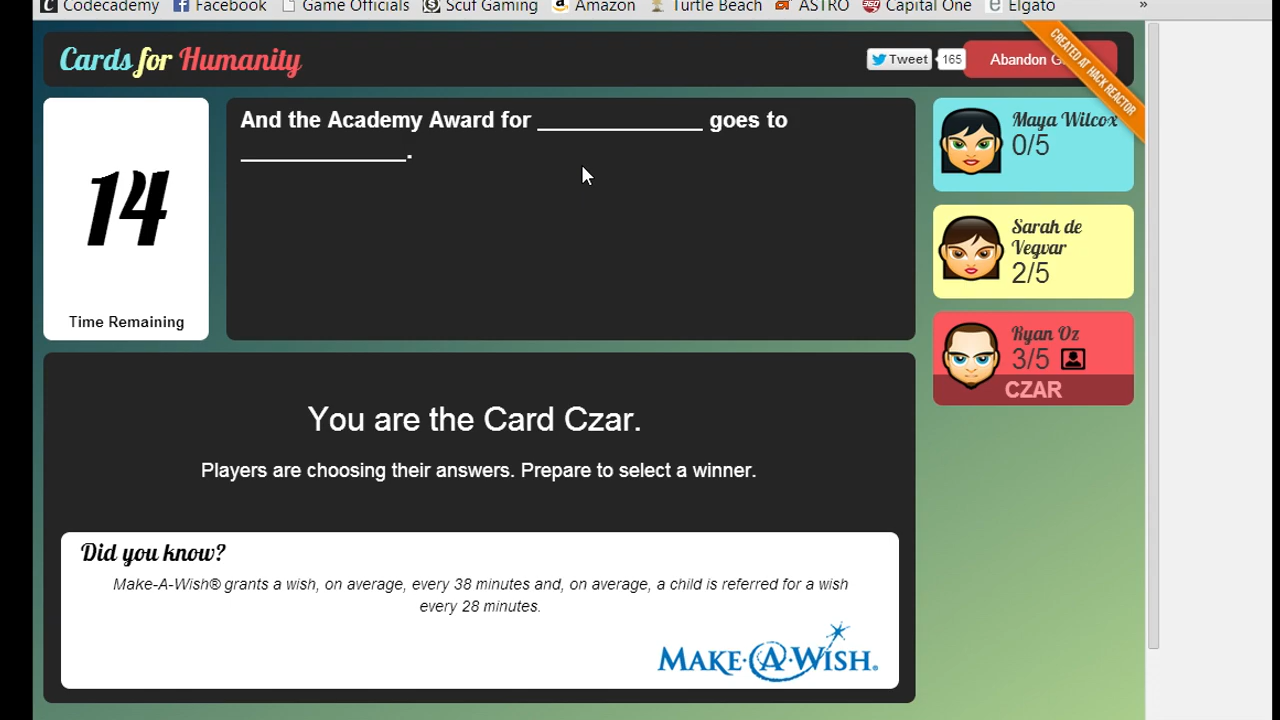 Codecademy Facebook Game Officials Scuf Gaming Amazon Turtle Beach ASTRO Capital One Elgato »
Cards for Humanity
Tweet 165 Abandon G
CREATED AT HACK REACTOR
14
Time Remaining
And the Academy Award for _____________ goes to
_____________.
Maya Wilcox
0/5
Sarah de
Vegvar
2/5
Ryan Oz
3/5
CZAR
You are the Card Czar.
Players are choosing their answers. Prepare to select a winner.
Did you know?
Make-A-Wish® grants a wish, on average, every 38 minutes and, on average, a child is referred for a wish
every 28 minutes.
MAKE·A·WISH®